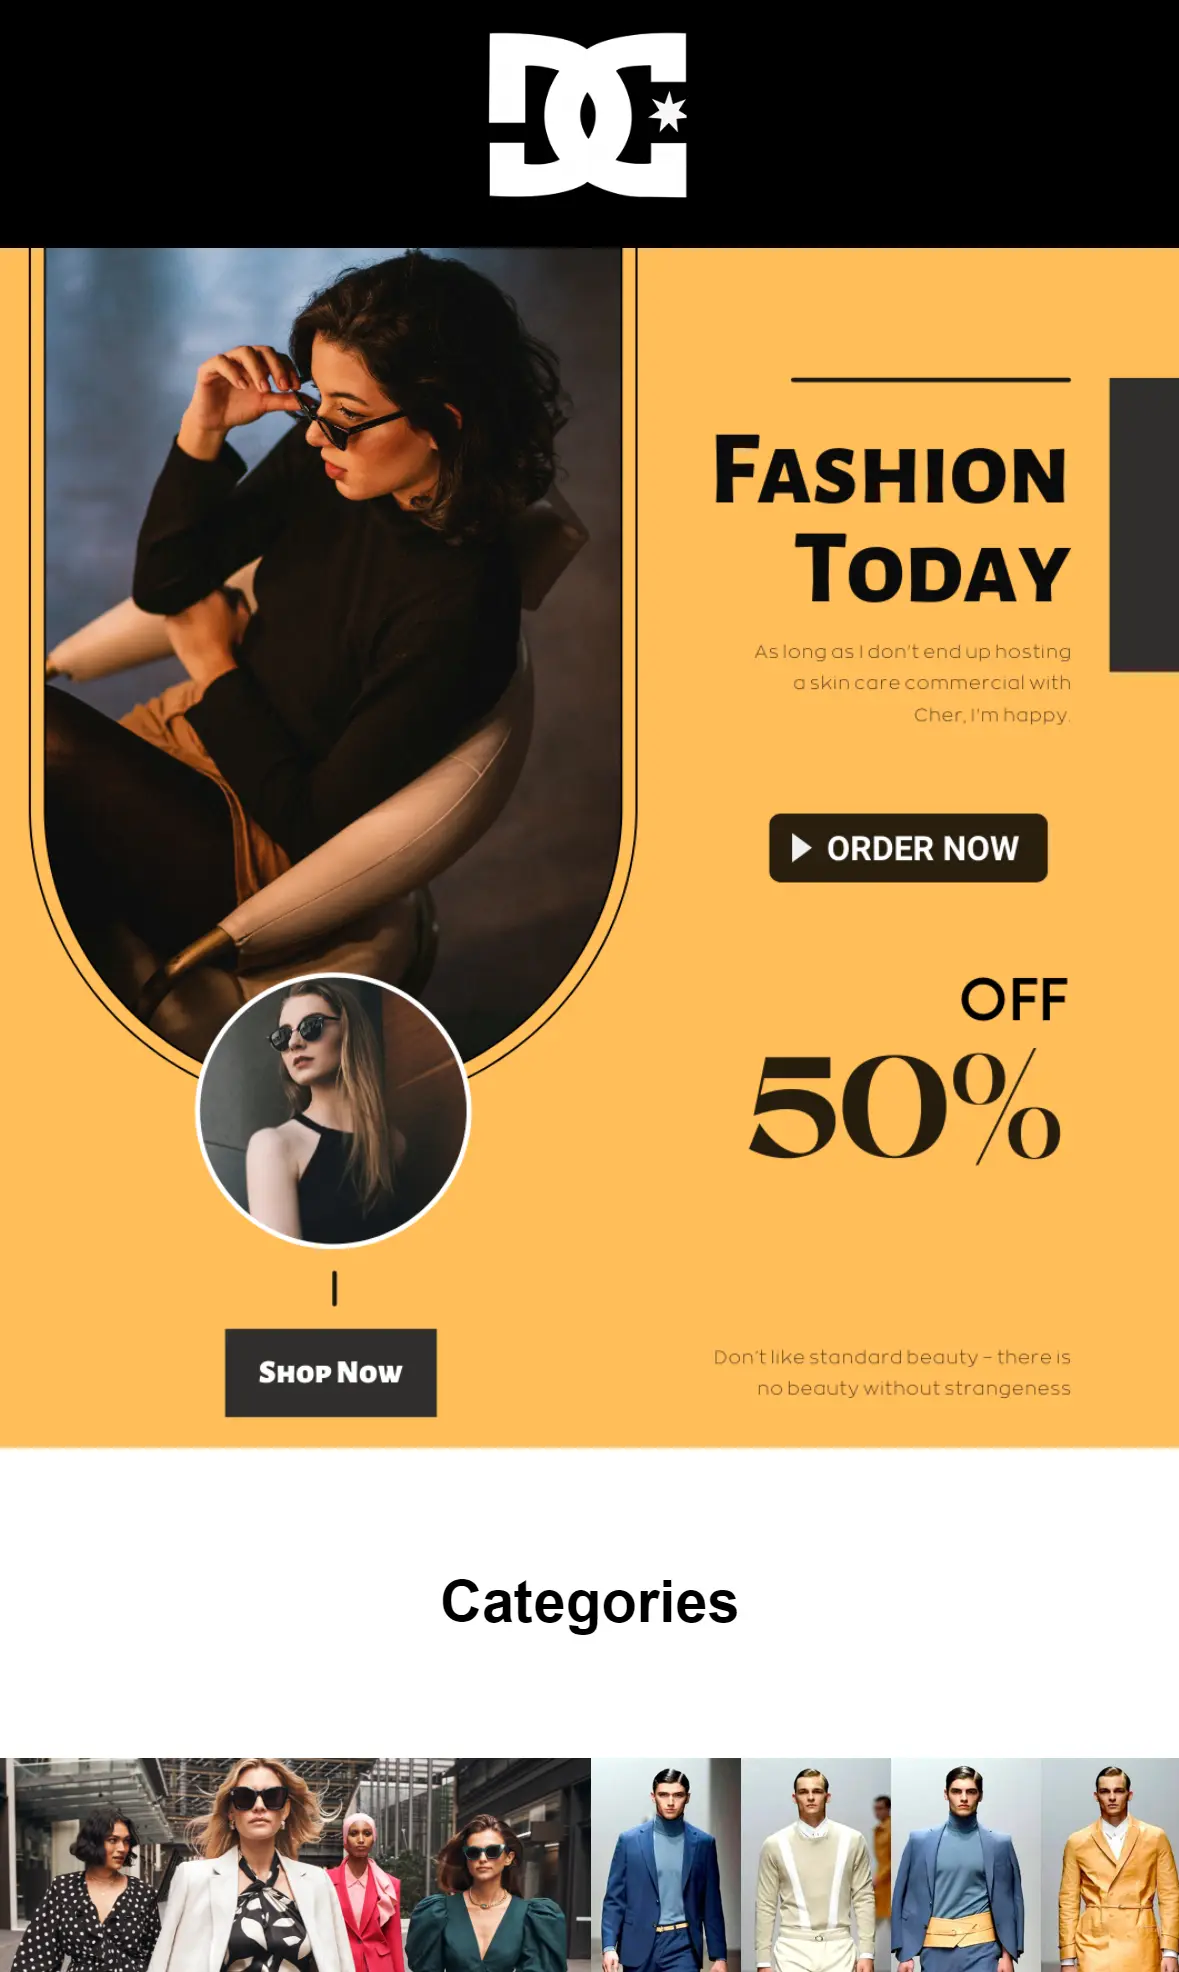 DC
FASHION
TODAY
As long as I don't end up hosting
a skin care commercial with
Cher, I'm happy.
ORDER NOW
OFF
50%
SHOP NOW
Don't like standard beauty – there is
no beauty without strangeness
Categories